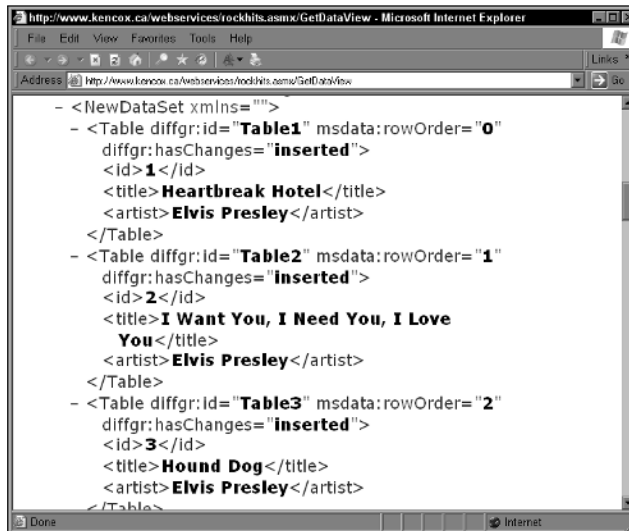 http://www.kencox.ca/webservices/rockhits.asmx/GetDataView - Microsoft Internet Explorer
File Edit View Favorites Tools Help
Links »
Address http://www.kencox.ca/webservices/rockhits.asmx/GetDataView Go
- <NewDataSet xmlns="">
- <Table diffgr:id="Table1" msdata:rowOrder="0"
diffgr:hasChanges="inserted">
<id>1</id>
<title>Heartbreak Hotel</title>
<artist>Elvis Presley</artist>
</Table>
- <Table diffgr:id="Table2" msdata:rowOrder="1"
diffgr:hasChanges="inserted">
<id>2</id>
<title>I Want You, I Need You, I Love
You</title>
<artist>Elvis Presley</artist>
</Table>
- <Table diffgr:id="Table3" msdata:rowOrder="2"
diffgr:hasChanges="inserted">
<id>3</id>
<title>Hound Dog</title>
<artist>Elvis Presley</artist>
</Table>
Done Internet